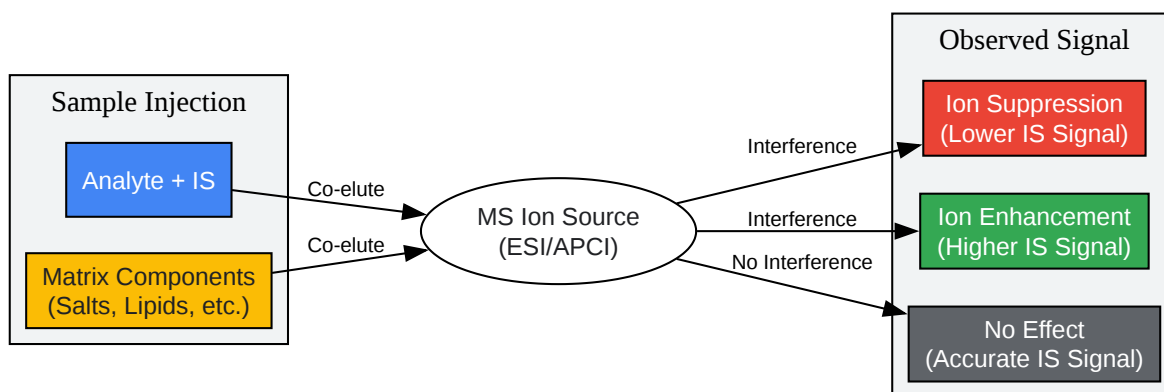 Sample Injection
Analyte + IS
Matrix Components
(Salts, Lipids, etc.)
Co-elute
Co-elute
MS Ion Source
(ESI/APCI)
Interference
Interference
No Interference
Observed Signal
Ion Suppression
(Lower IS Signal)
Ion Enhancement
(Higher IS Signal)
No Effect
(Accurate IS Signal)